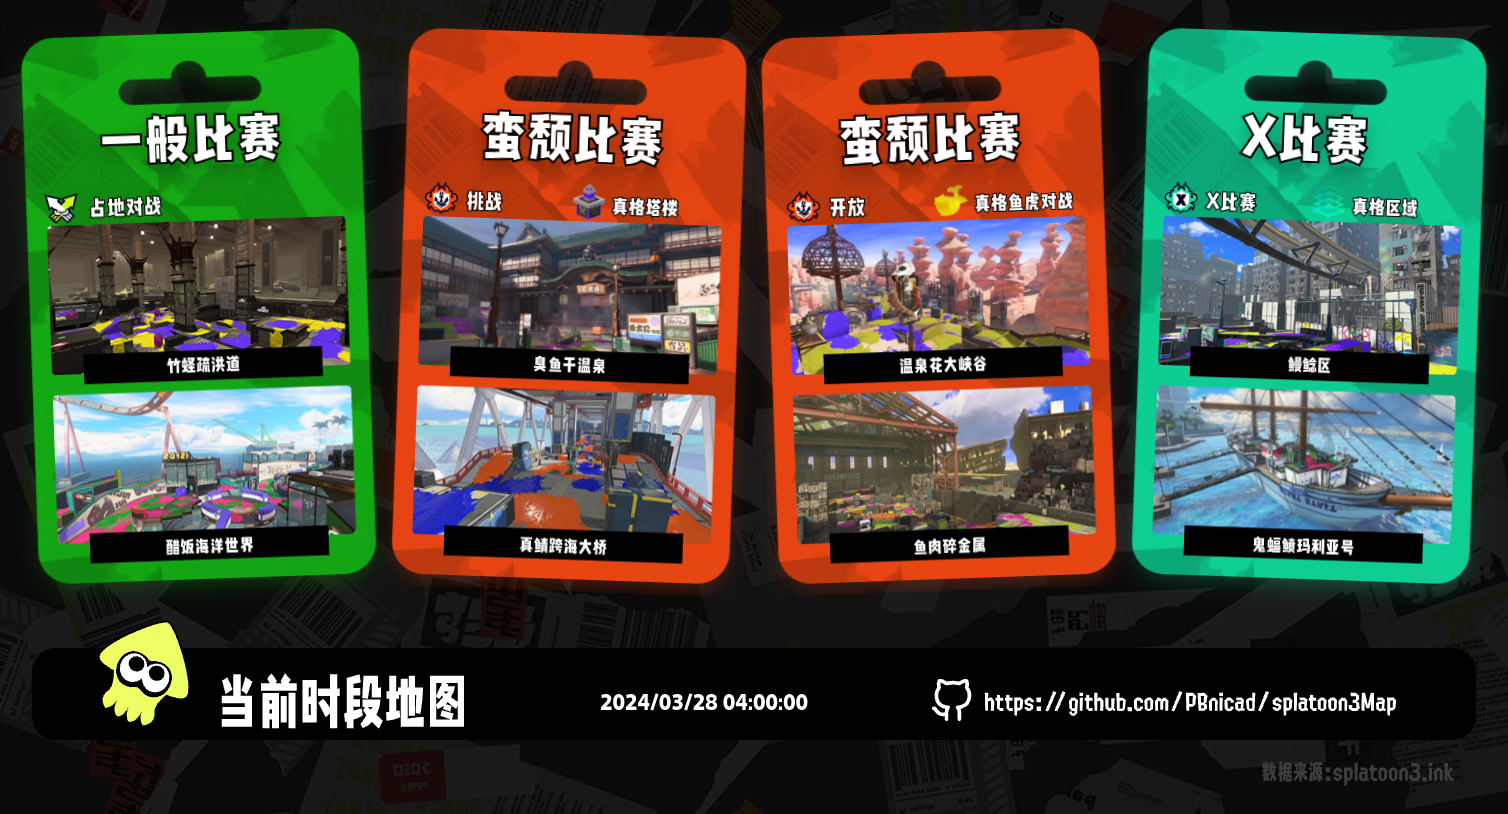 一般比赛
占地对战
竹蛏疏洪道
醋饭海洋世界
蛮颓比赛
挑战
真格塔楼
臭鱼干温泉
真鲭跨海大桥
蛮颓比赛
开放
真格鱼虎对战
温泉花大峡谷
鱼肉碎金属
X比赛
X比赛
真格区域
鳗鲶区
鬼蝠鲼玛利亚号
当前时段地图
2024/03/28 04:00:00
https://github.com/PBnicad/splatoon3Map
数据来源:splatoon3.ink